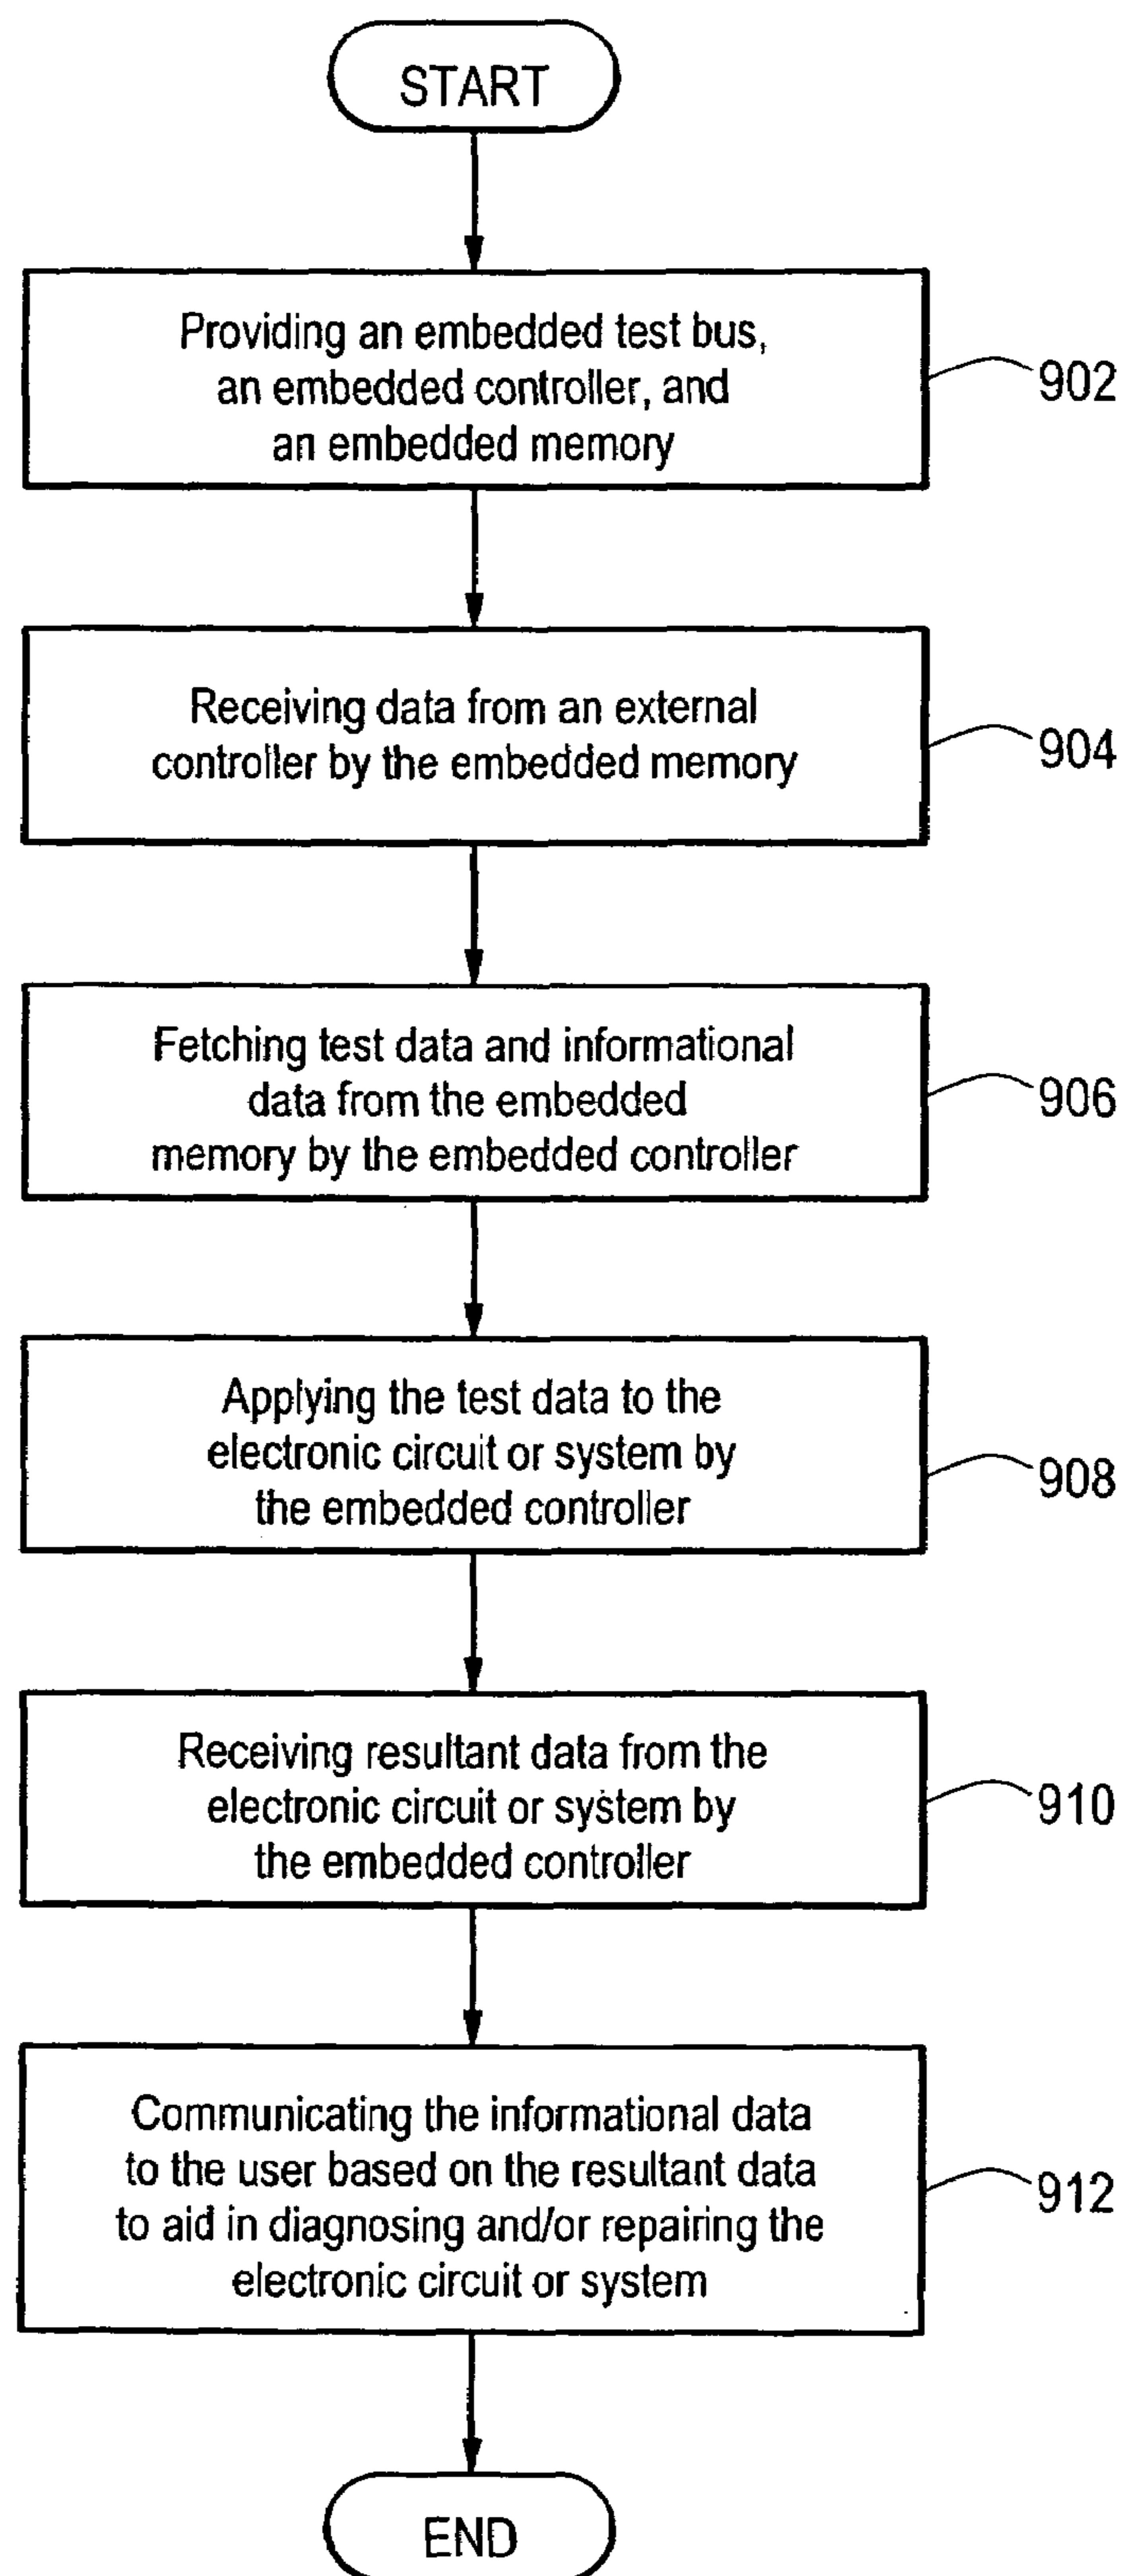 START
Providing an embedded test bus,
an embedded controller, and
an embedded memory
902
Receiving data from an external
controller by the embedded memory
904
Fetching test data and informational
data from the embedded
memory by the embedded controller
906
Applying the test data to the
electronic circuit or system by
the embedded controller
908
Receiving resultant data from the
electronic circuit or system by
the embedded controller
910
Communicating the informational data
to the user based on the resultant data
to aid in diagnosing and/or repairing the
electronic circuit or system
912
END